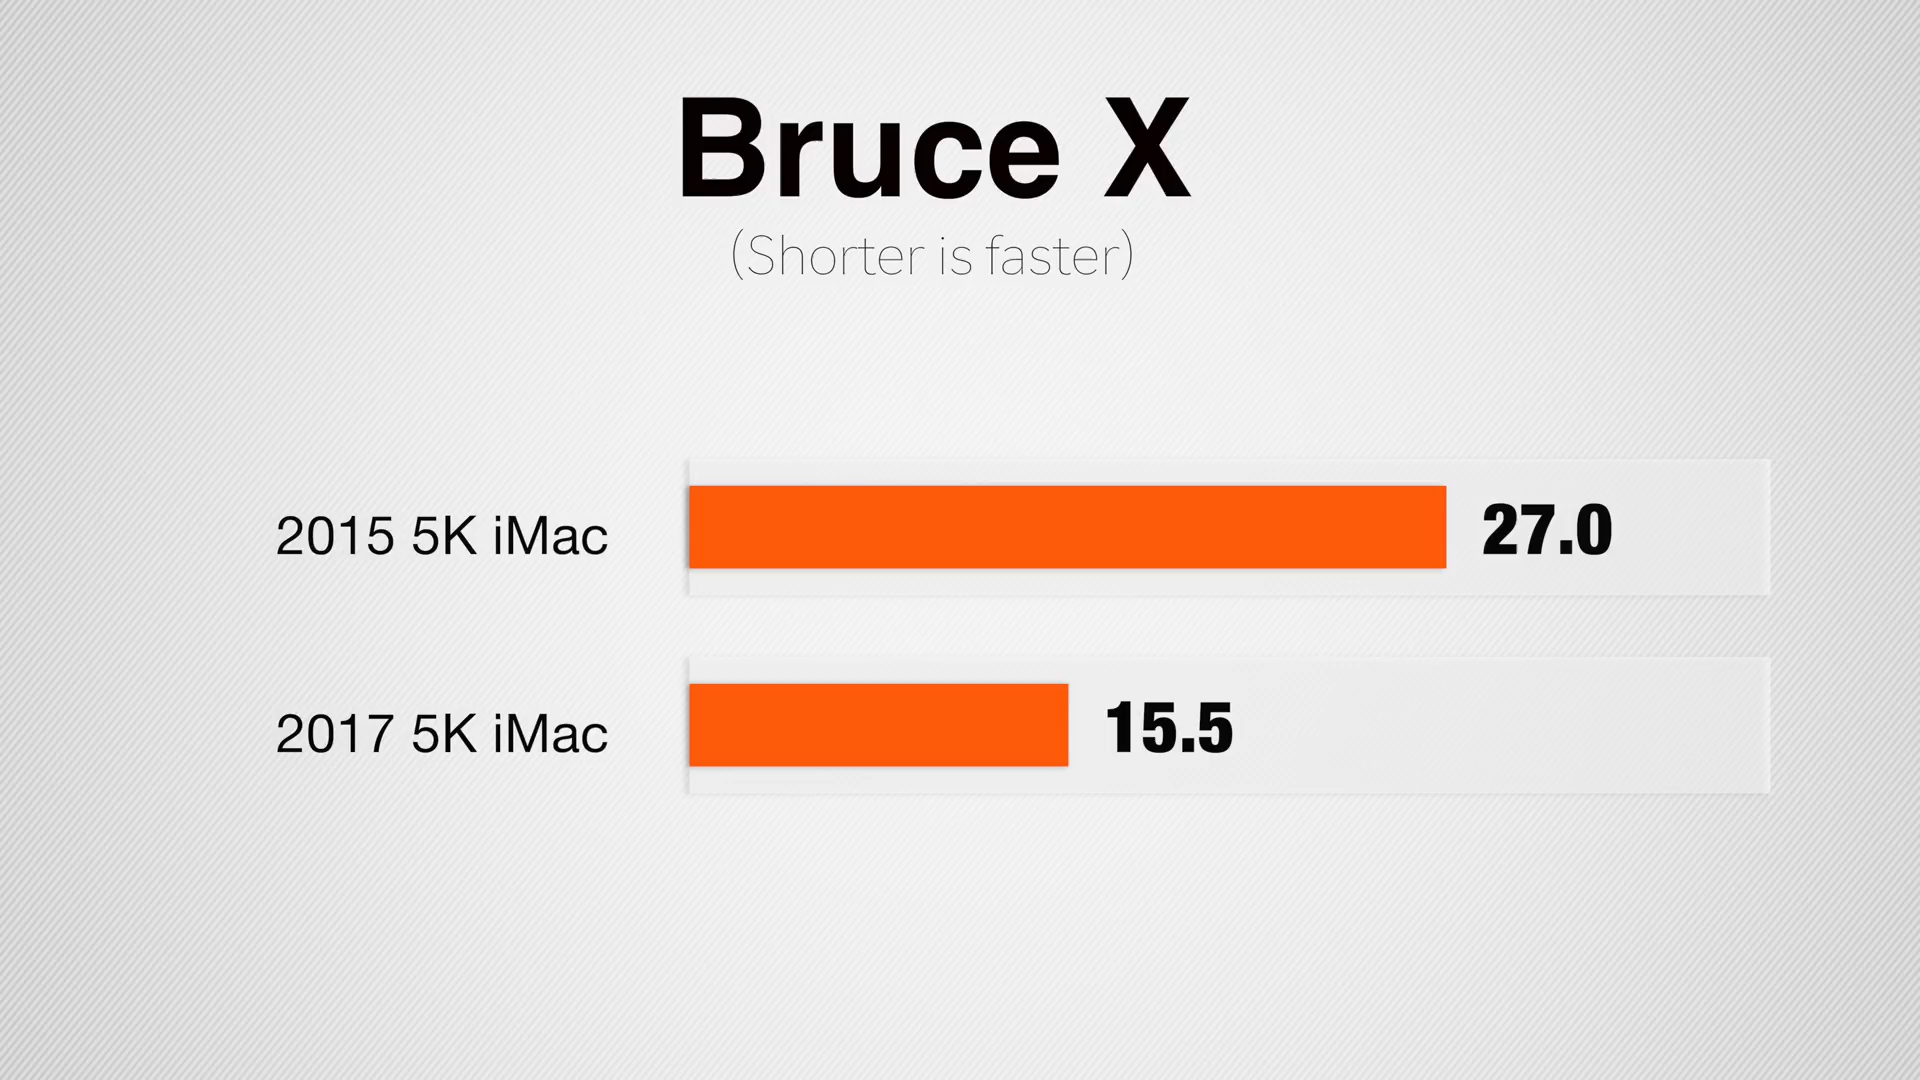 Bruce X
(Shorter is faster)
2015 5K iMac 27.0
2017 5K iMac 15.5